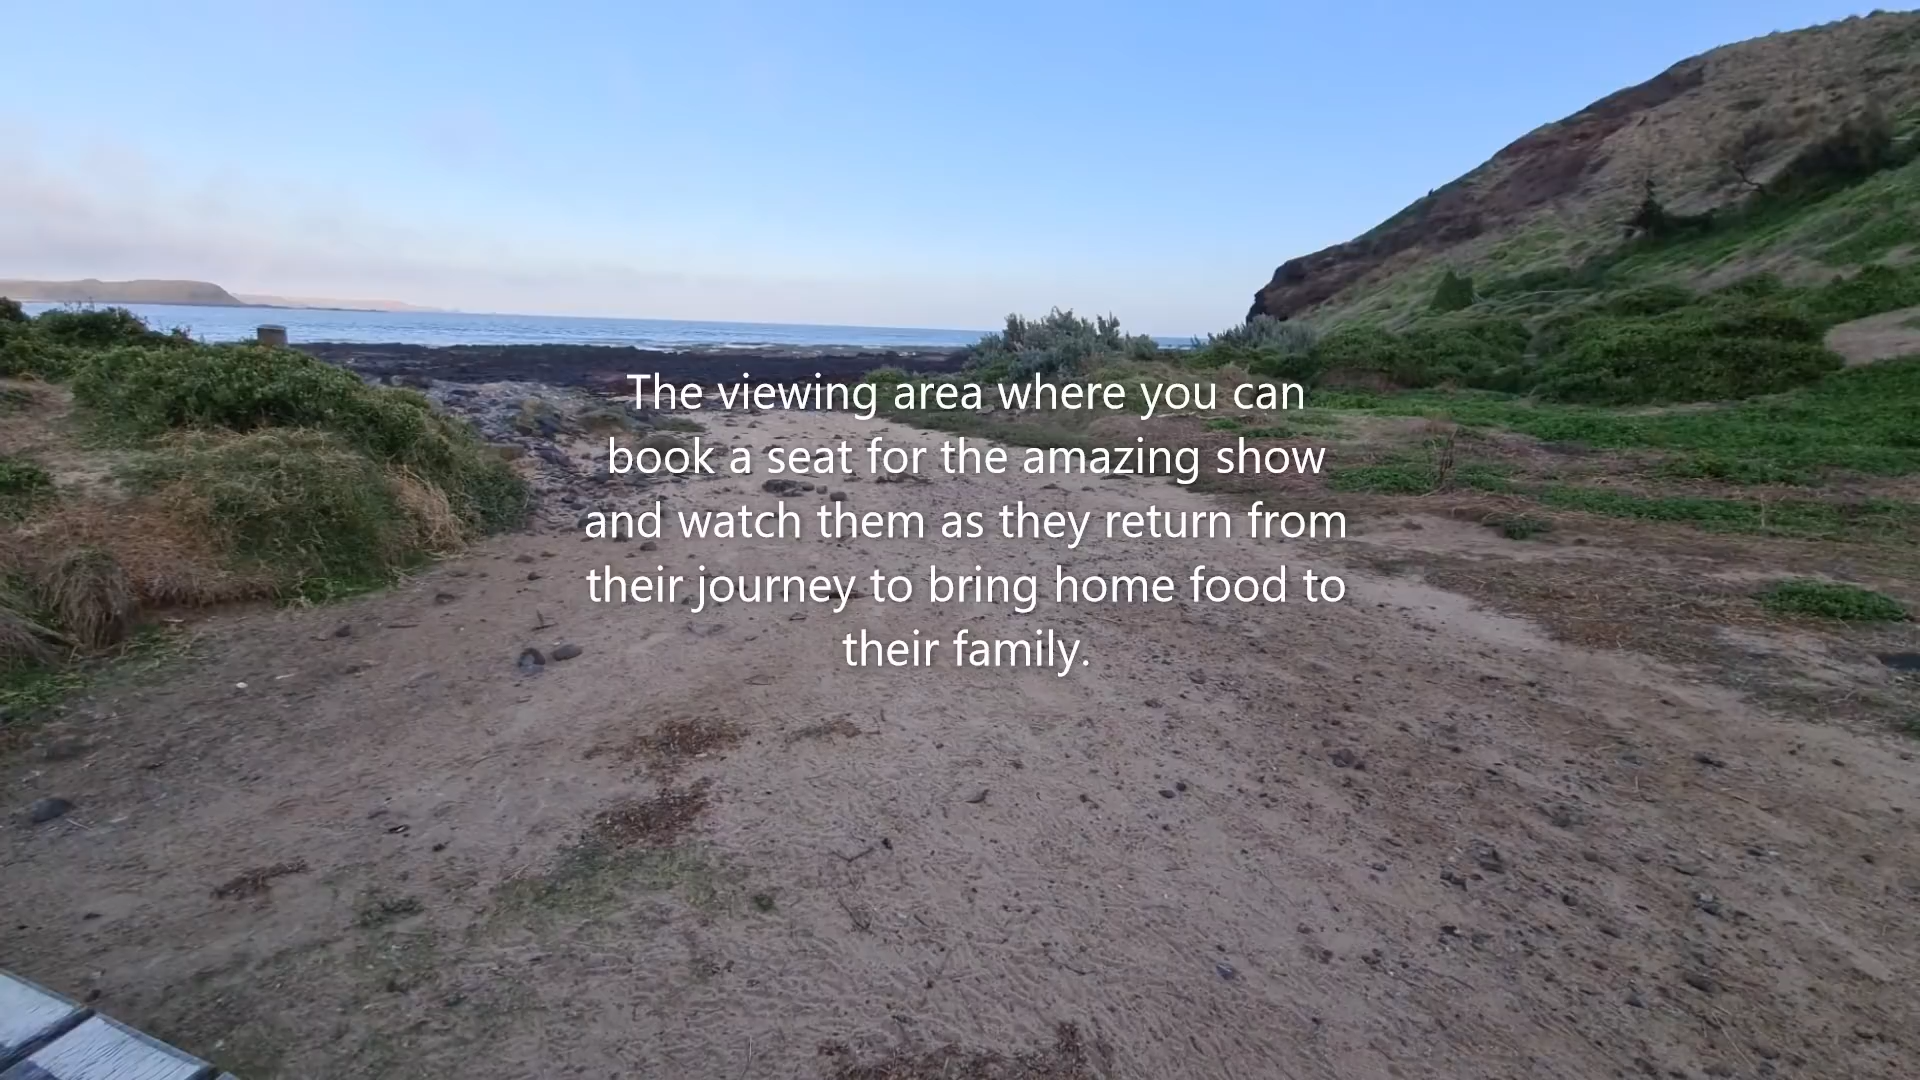 The viewing area where you can
book a seat for the amazing show
and watch them as they return from
their journey to bring home food to
their family.